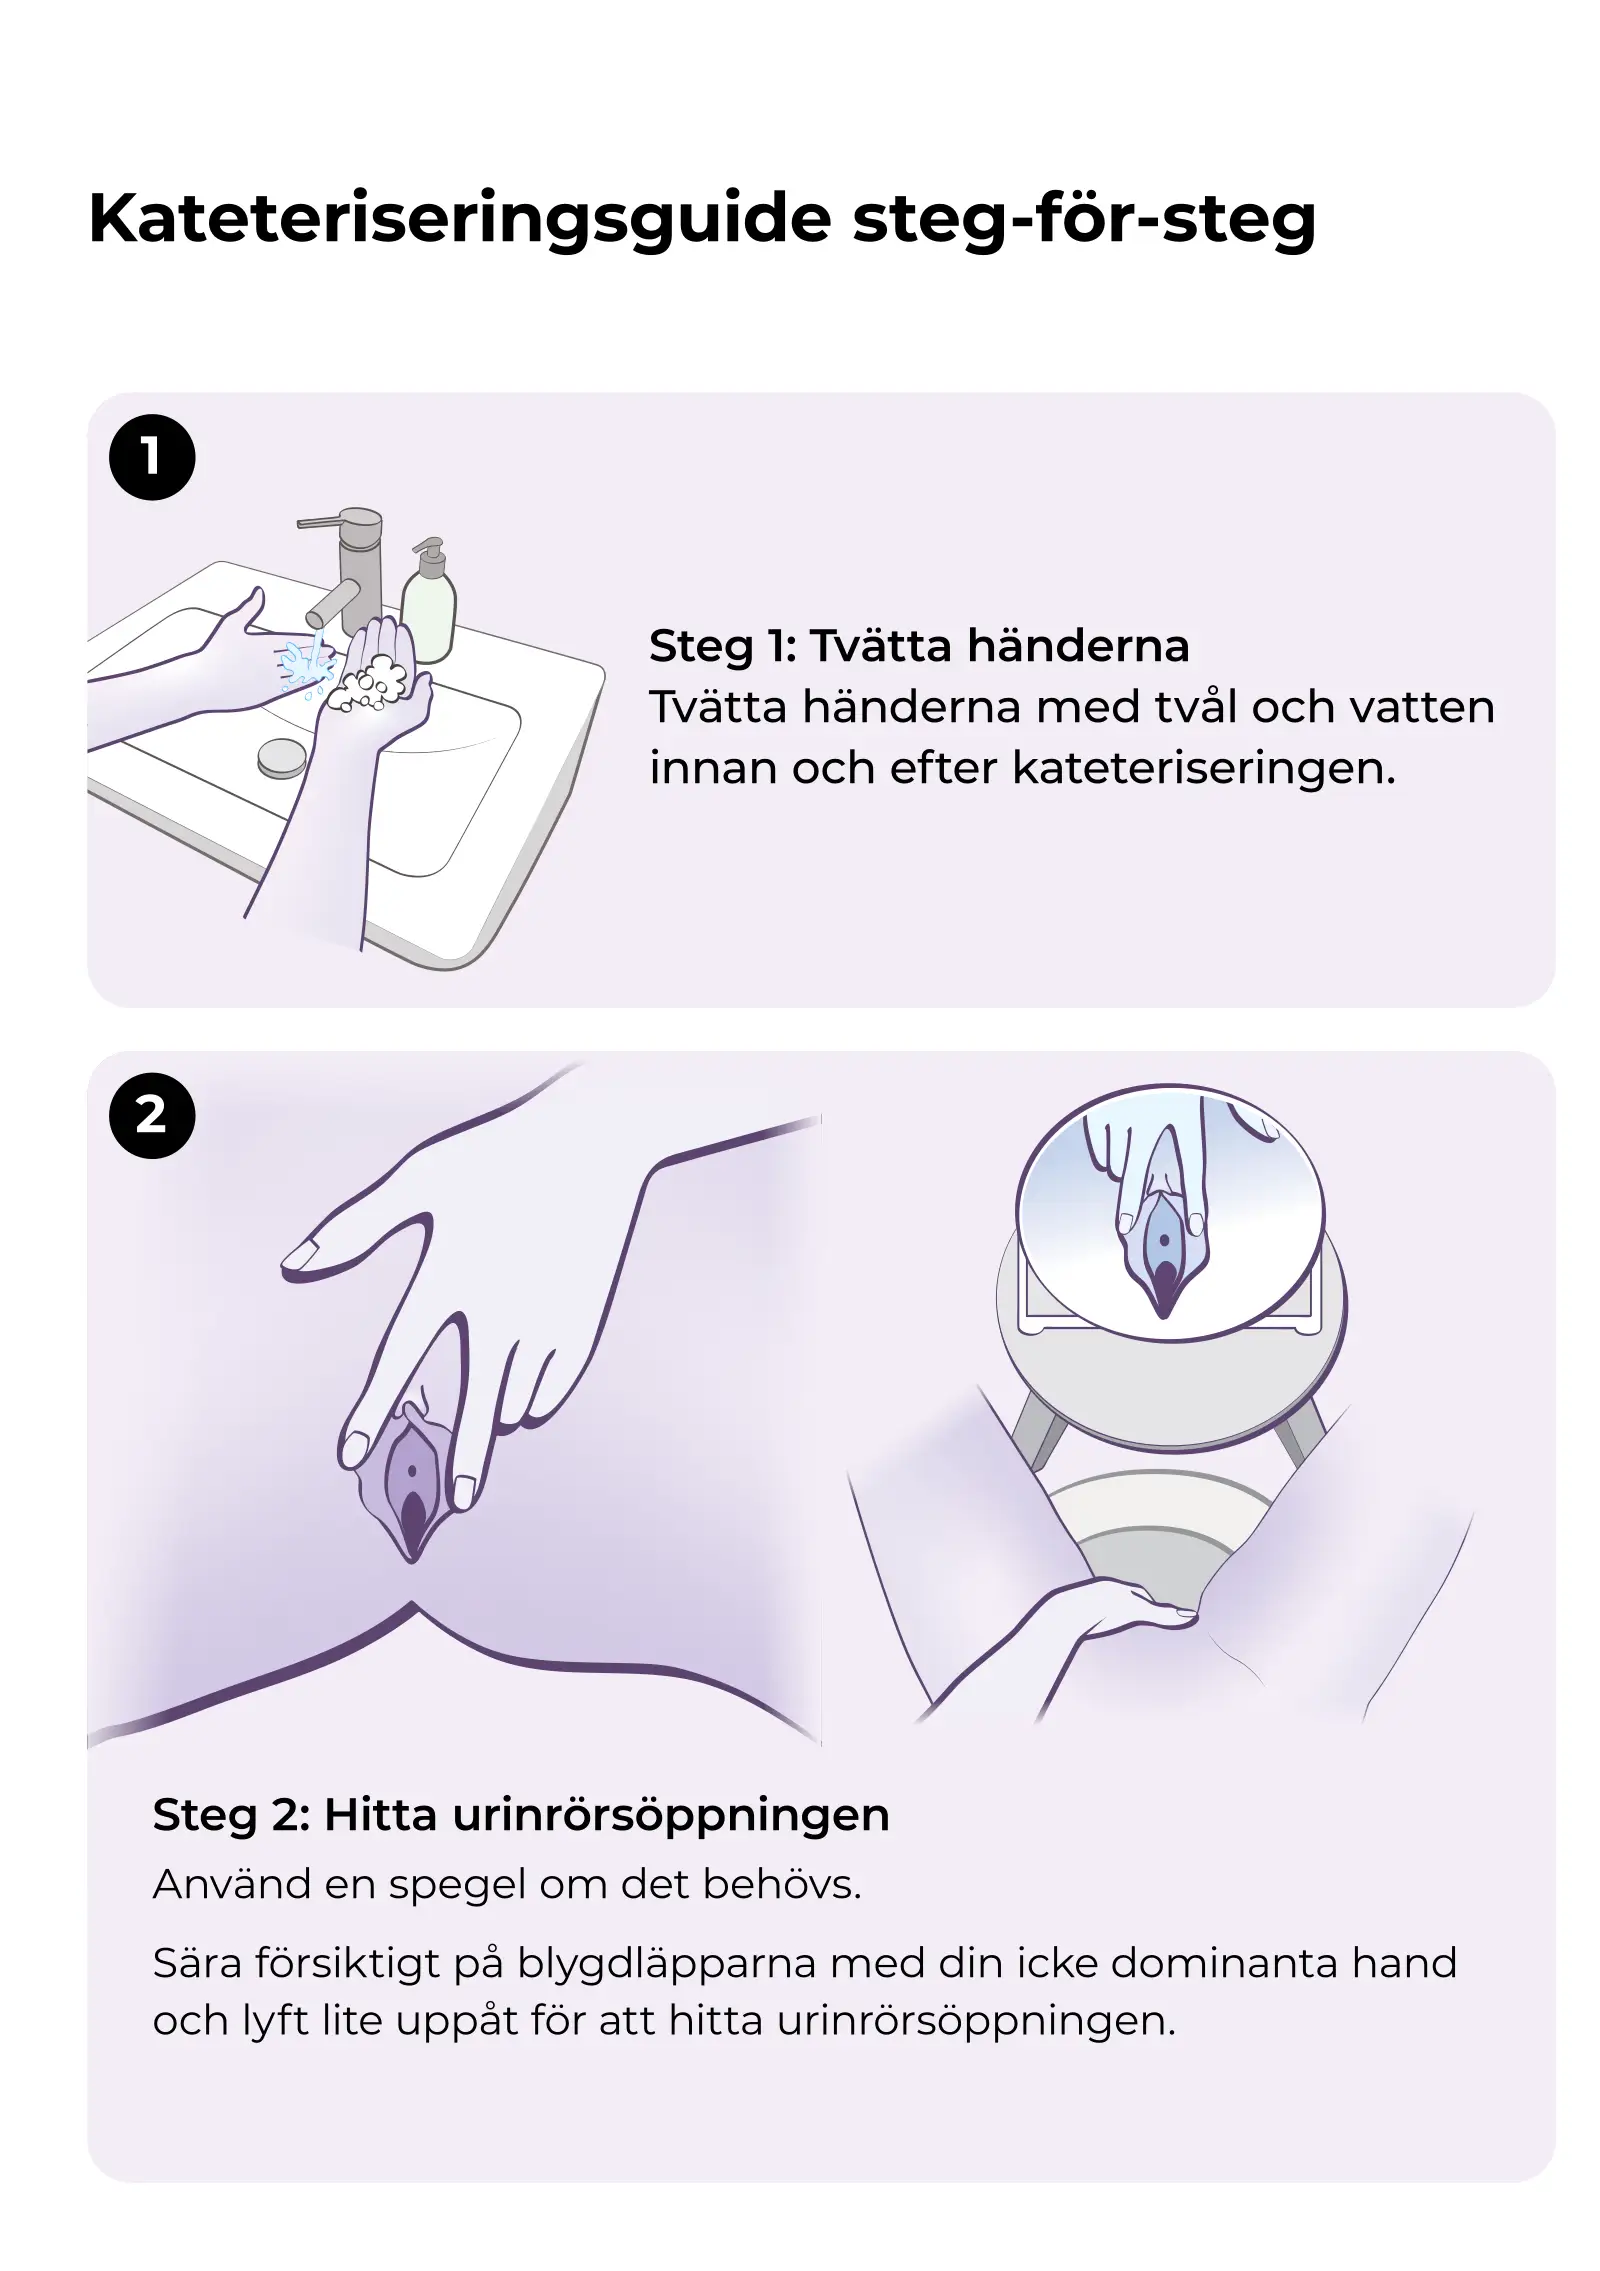 Kateteriseringsguide steg-för-steg
1
Steg 1: Tvätta händerna
Tvätta händerna med tvål och vatten
innan och efter kateteriseringen.
2
Steg 2: Hitta urinrörsöppningen
Använd en spegel om det behövs.
Sära försiktigt på blygdläpparna med din icke dominanta hand
och lyft lite uppåt för att hitta urinrörsöppningen.